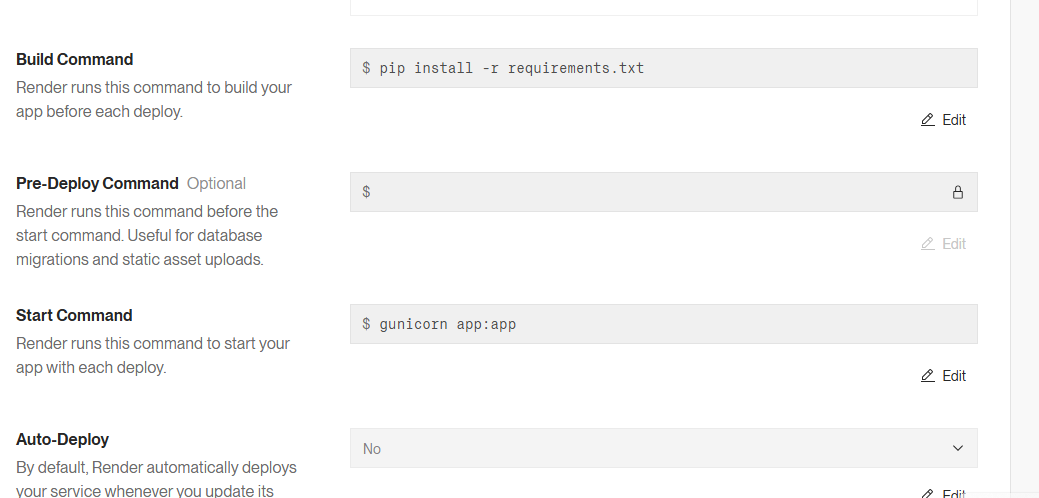 Build Command
Render runs this command to build your
app before each deploy.
$ pip install -r requirements.txt
Edit
Pre-Deploy Command Optional
Render runs this command before the
start command. Useful for database
migrations and static asset uploads.
$
Edit
Start Command
Render runs this command to start your
app with each deploy.
$ gunicorn app:app
Edit
Auto-Deploy
By default, Render automatically deploys
your service whenever you update its
No
Edit